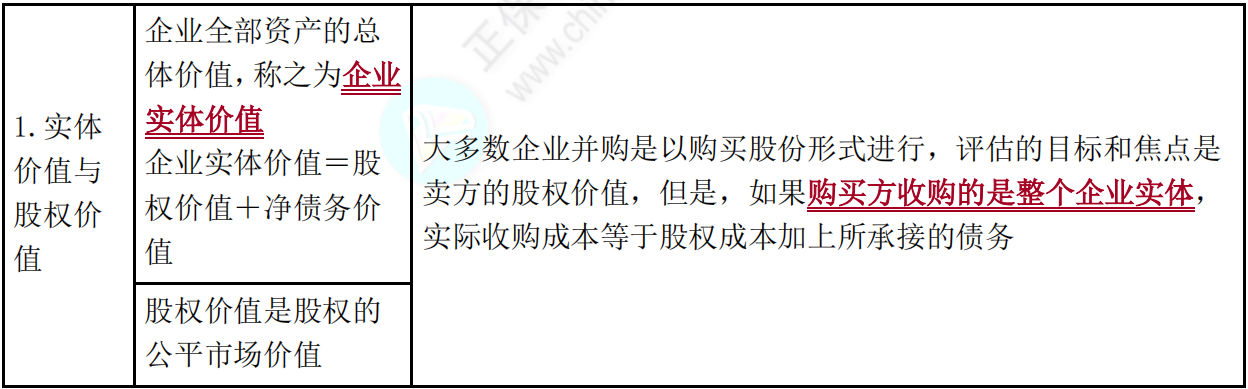 1.实体
价值与
股权价
值
企业全部资产的总
体价值，称之为企业
实体价值
企业实体价值＝股
权价值＋净债务价
值
股权价值是股权的
公平市场价值
大多数企业并购是以购买股份形式进行，评估的目标和焦点是
卖方的股权价值，但是，如果购买方收购的是整个企业实体，
实际收购成本等于股权成本加上所承接的债务
正保
www.chin